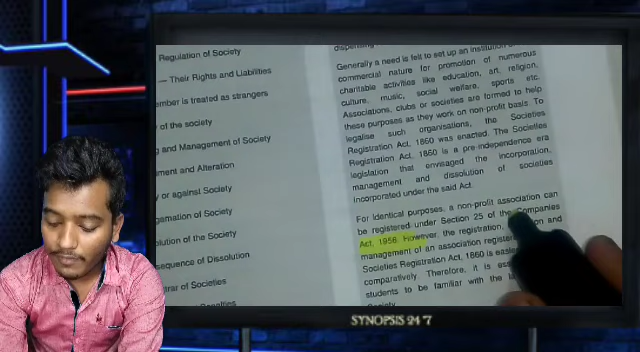 Regulation of Society
— Their Rights and Liabilities
ember is treated as strangers
of the society
g and Management of Society
ment and Alteration
or against Society
gemation of Society
olution of the Society
sequence of Dissolution
trar of Societies
dispensing
Generally a need is felt to set up an institution
commercial nature for promotion of numerous
charitable activities like education, art, religion,
culture, music, social welfare, sports etc.
Associations, clubs or societies are formed to help
these purposes as they work on non-profit basis. To
legalise such organisations, the Societies
Registration Act, 1860 was enacted. The Societies
Registration Act, 1860 is a pre-independence era
legislation that envisaged the incorporation,
management and dissolution of societies
incorporated under the said Act.
For identical purposes, a non-profit association can
be registered under Section 25 of the Companies
Act, 1956. However, the registration, and
management of an association registered
Societies Registration Act, 1860 is easier
comparatively. Therefore, it is
students to be familiar with the
Society
SYNOPSIS 24 7